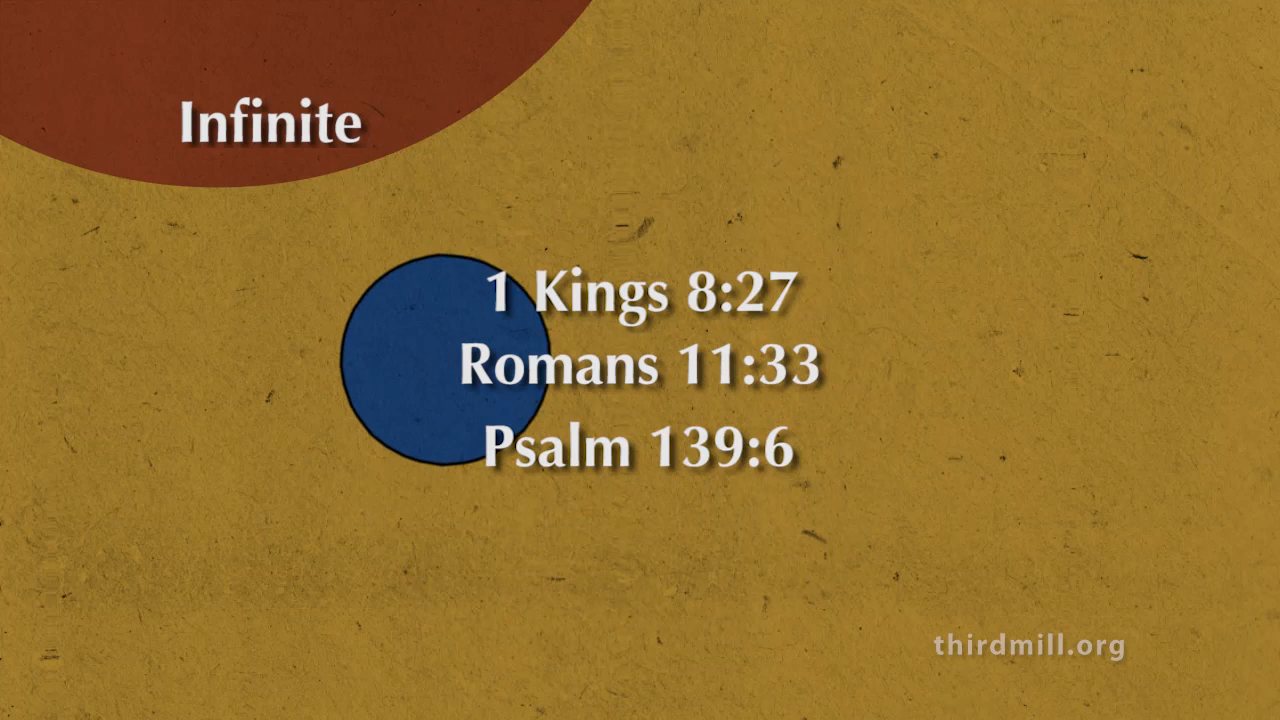 Infinite
1 Kings 8:27
Romans 11:33
Psalm 139:6
thirdmill.org